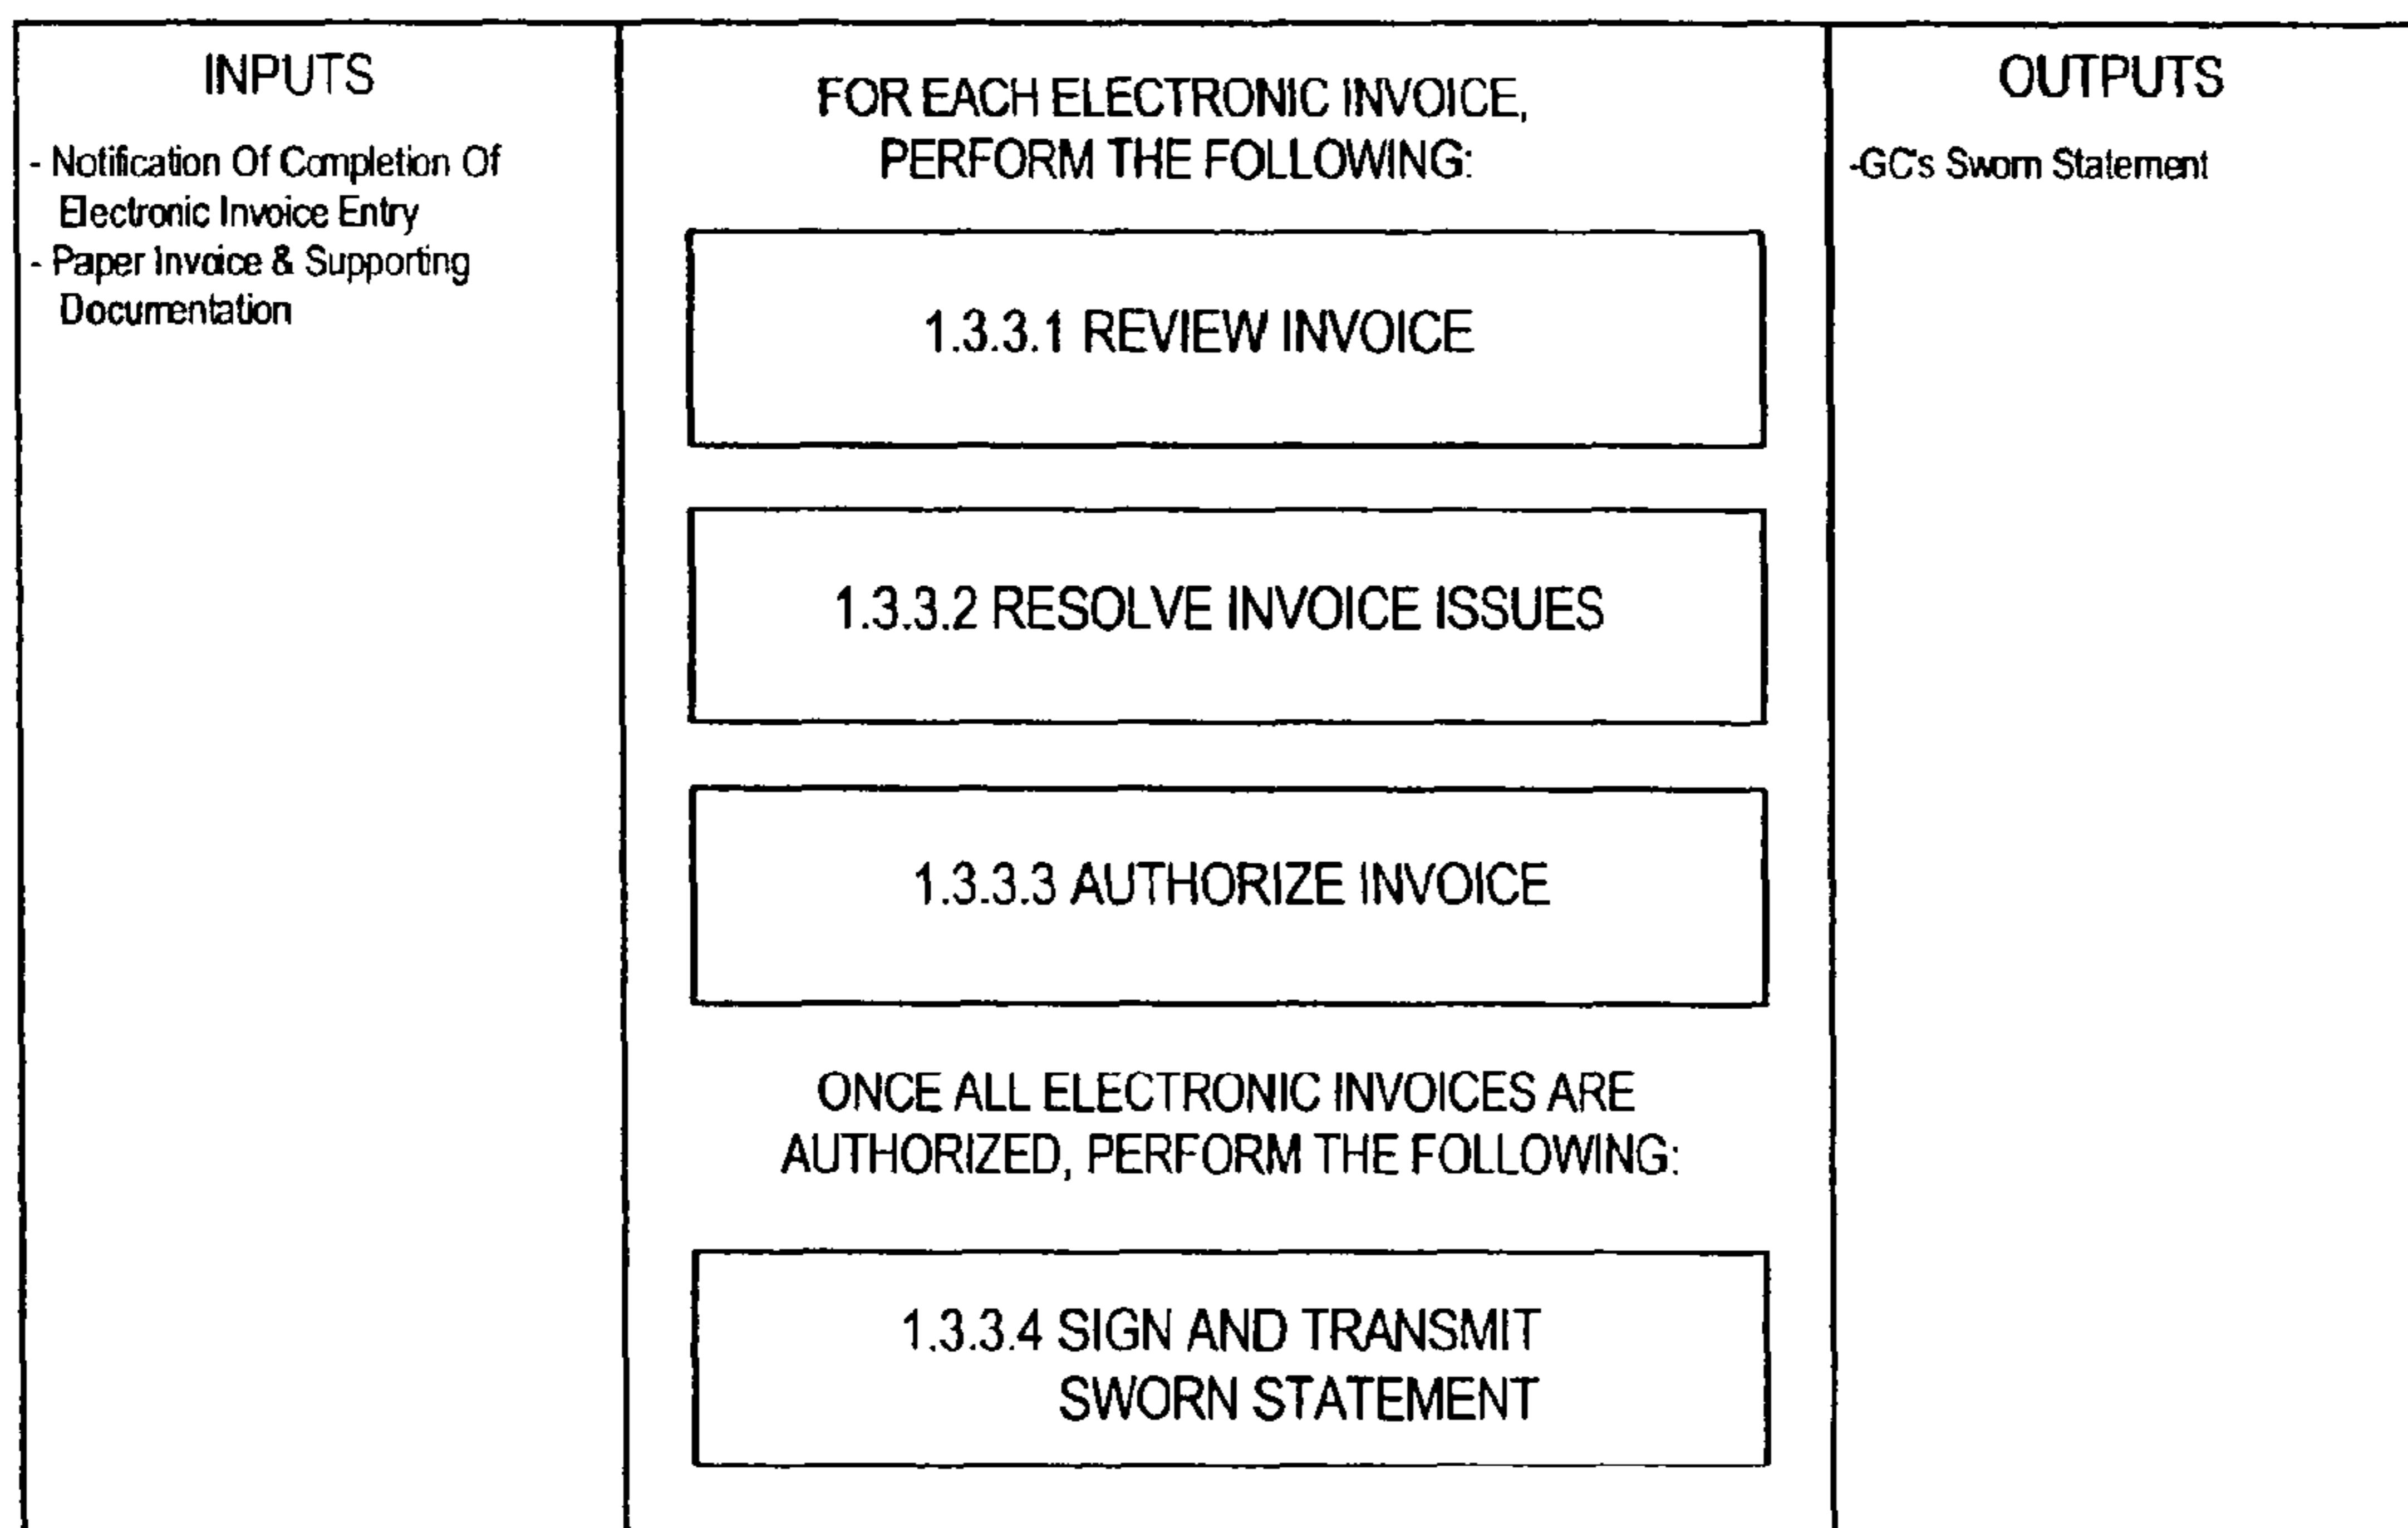 INPUTS
- Notification Of Completion Of
Electronic Invoice Entry
- Paper Invoice & Supporting
Documentation
FOR EACH ELECTRONIC INVOICE,
PERFORM THE FOLLOWING:
1.3.3.1 REVIEW INVOICE
1.3.3.2 RESOLVE INVOICE ISSUES
1.3.3.3 AUTHORIZE INVOICE
ONCE ALL ELECTRONIC INVOICES ARE
AUTHORIZED, PERFORM THE FOLLOWING:
1.3.3.4 SIGN AND TRANSMIT
SWORN STATEMENT
OUTPUTS
-GC's Sworn Statement